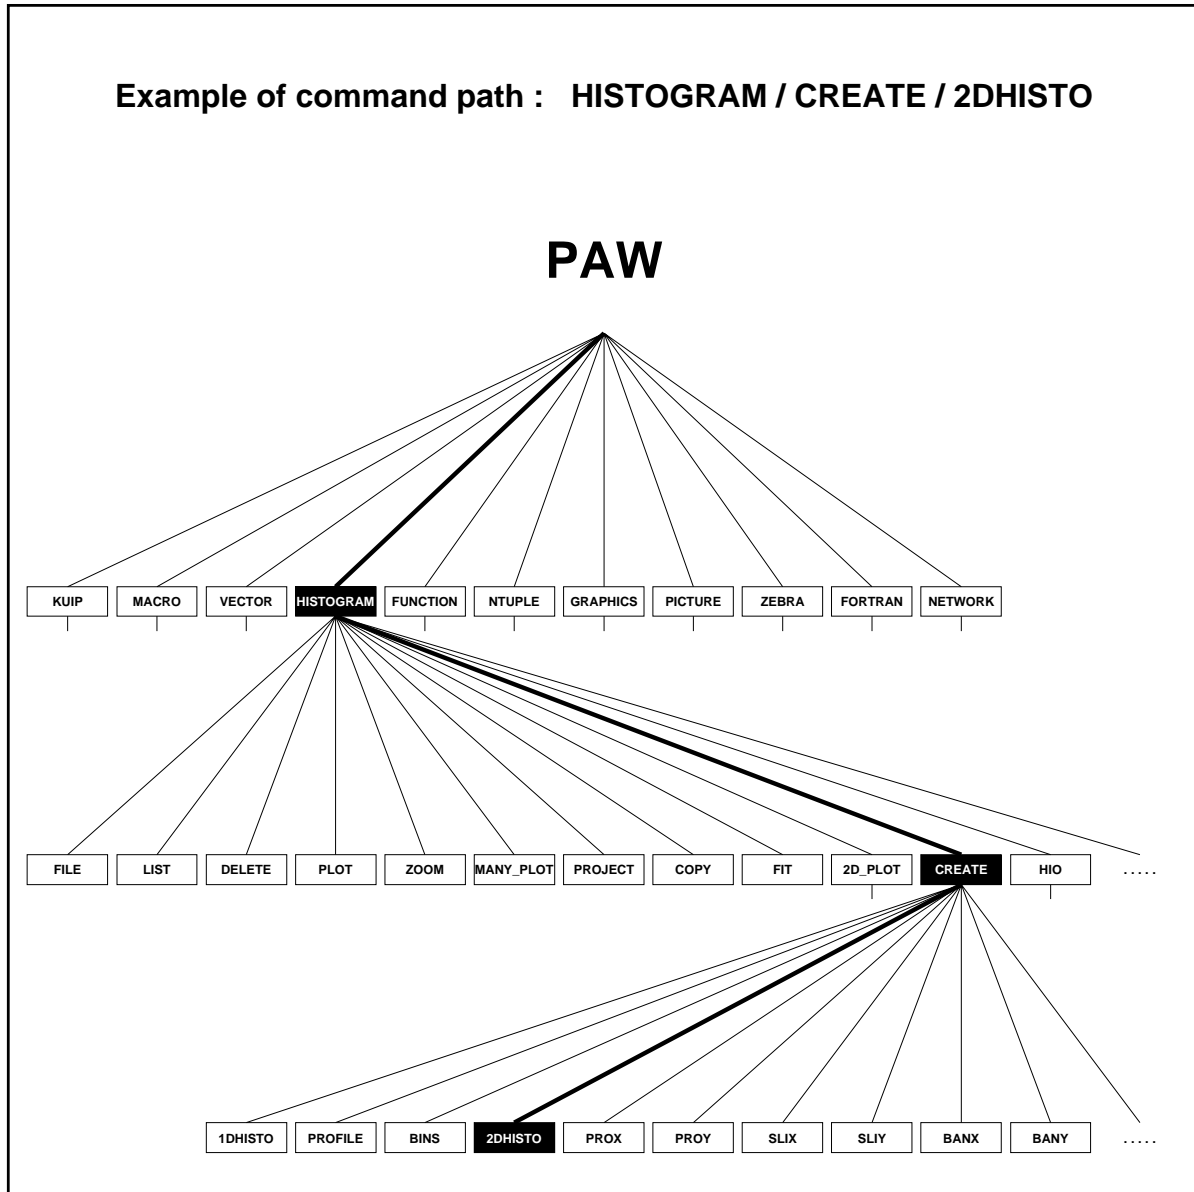 Example of command path : HISTOGRAM / CREATE / 2DHISTO
PAW
KUIP MACRO VECTOR HISTOGRAM FUNCTION NTUPLE GRAPHICS PICTURE ZEBRA FORTRAN NETWORK
FILE LIST DELETE PLOT ZOOM MANY_PLOT PROJECT COPY FIT 2D_PLOT CREATE HIO .....
1DHISTO PROFILE BINS 2DHISTO PROX PROY SLIX SLIY BANX BANY .....